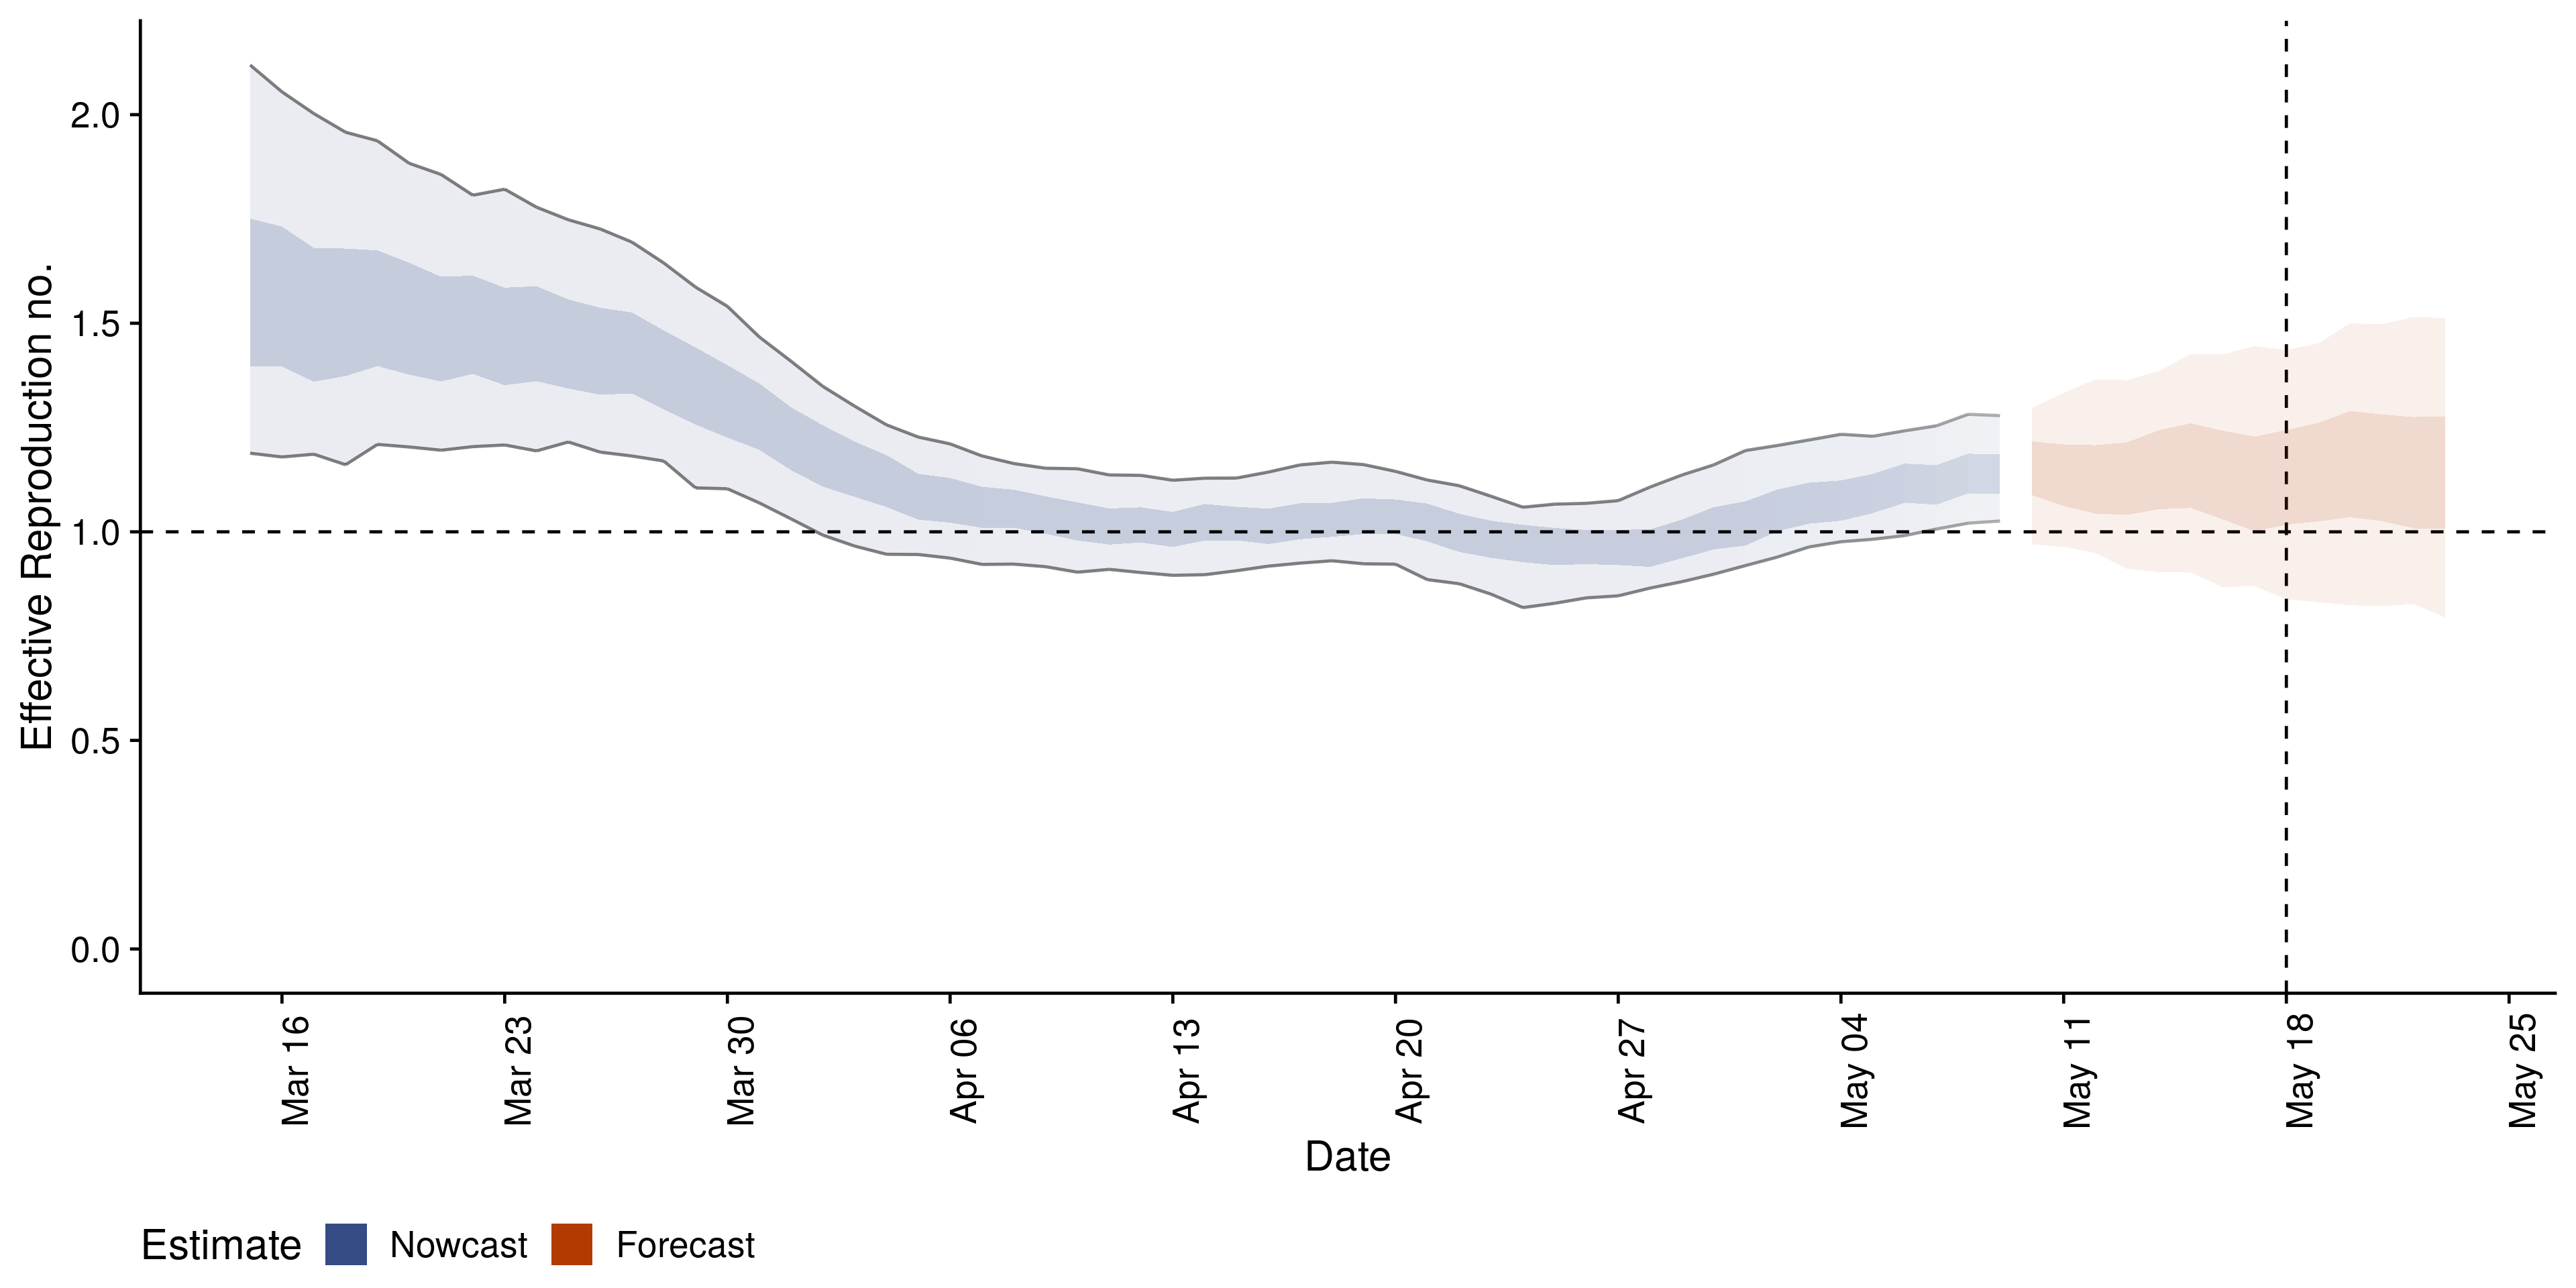 Effective Reproduction no.
2.0
1.5
1.0
0.5
0.0
Mar 16
Mar 23
Mar 30
Apr 06
Apr 13
Apr 20
Apr 27
May 04
May 11
May 18
May 25
Date
Estimate Nowcast Forecast